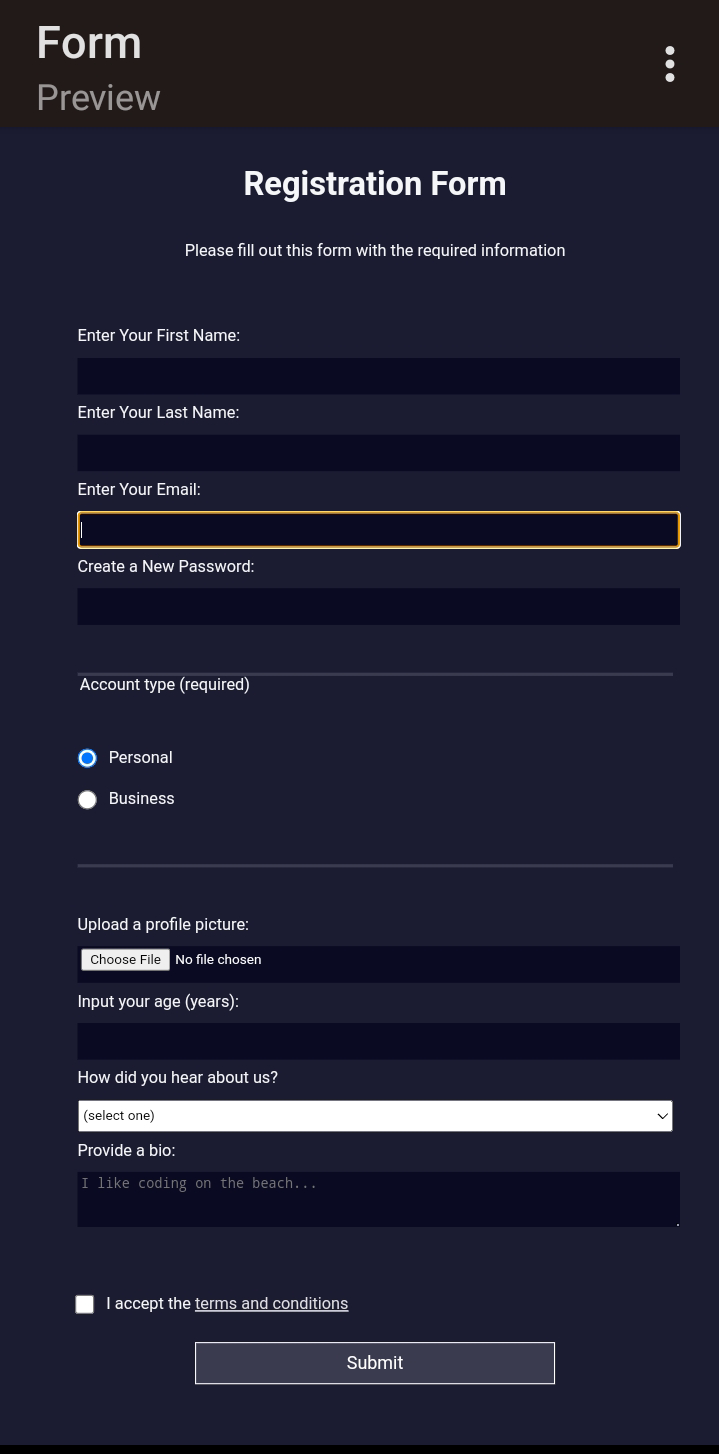 Form
Preview
Registration Form
Please fill out this form with the required information
Enter Your First Name:
Enter Your Last Name:
Enter Your Email:
Create a New Password:
Account type (required)
Personal
Business
Upload a profile picture:
Choose File No file chosen
Input your age (years):
How did you hear about us?
(select one)
Provide a bio:
I like coding on the beach...
I accept the terms and conditions
Submit